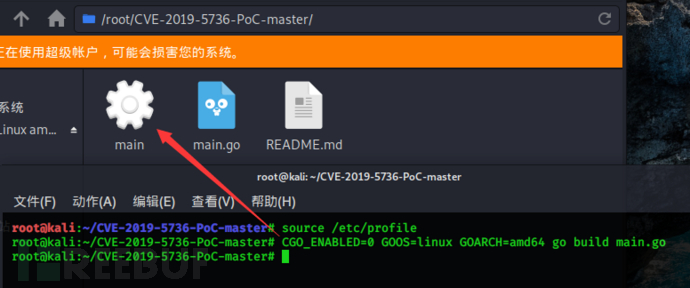 /root/CVE-2019-5736-PoC-master/
正在使用超级帐户，可能会损害您的系统。
系统
Linux am...
main
main.go
README.md
root@kali: ~/CVE-2019-5736-PoC-master
文件(F) 动作(A) 编辑(E) 查看(V) 帮助(H)
root@kali:~/CVE-2019-5736-PoC-master# source /etc/profile
root@kali:~/CVE-2019-5736-PoC-master# CGO_ENABLED=0 GOOS=linux GOARCH=amd64 go build main.go
root@kali:~/CVE-2019-5736-PoC-master#
REEBUF